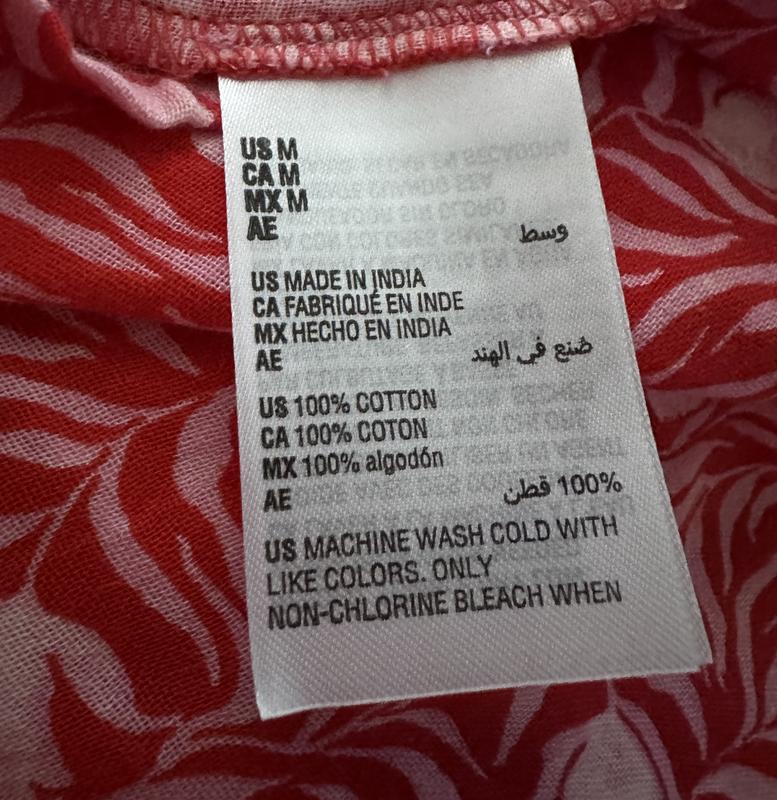 US M
CA M
MX M
AE وسط
US MADE IN INDIA
CA FABRIQUÉ EN INDE
MX HECHO EN INDIA
AE صُنع في الهند
US 100% COTTON
CA 100% COTON
MX 100% algodón
AE 100% قطن
US MACHINE WASH COLD WITH
LIKE COLORS. ONLY
NON-CHLORINE BLEACH WHEN